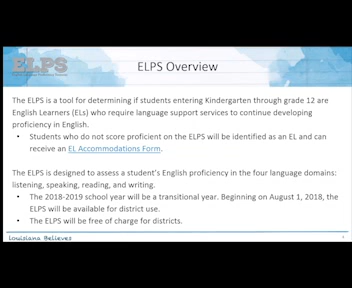 ELPS
ELPS Overview
The ELPS is a tool for determining if students entering Kindergarten through grade 12 are
English Learners (ELs) who require language support services to continue developing
proficiency in English.
• Students who do not score proficient on the ELPS will be identified as an EL and can
receive an EL Accommodations Form.
The ELPS is designed to assess a student's English proficiency in the four language domains:
listening, speaking, reading, and writing.
• The 2018-2019 school year will be a transitional year. Beginning on August 1, 2018, the
ELPS will be available for district use.
• The ELPS will be free of charge for districts.
Louisiana Believes